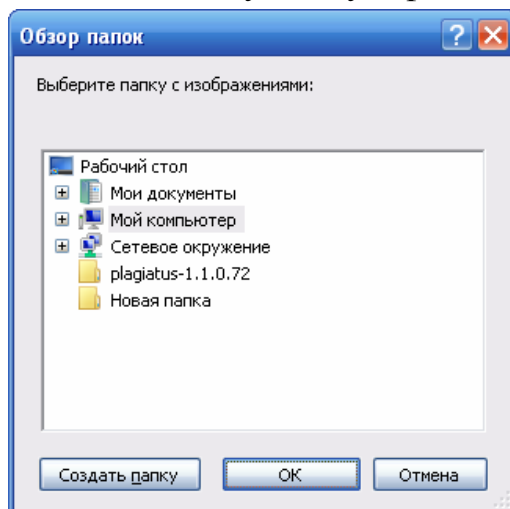 Обзор папок
Выберите папку с изображениями:
Рабочий стол
Мои документы
Мой компьютер
Сетевое окружение
plagiatus-1.1.0.72
Новая папка
Создать папку ОК Отмена